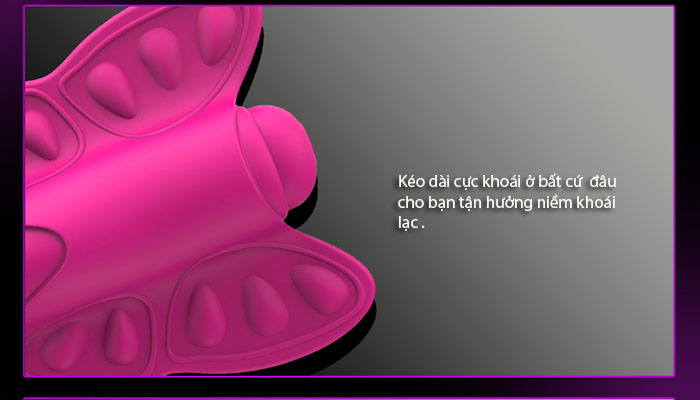 Kéo dài cực khoái ở bất cứ đâu
cho bạn tận hưởng niềm khoái
lạc .